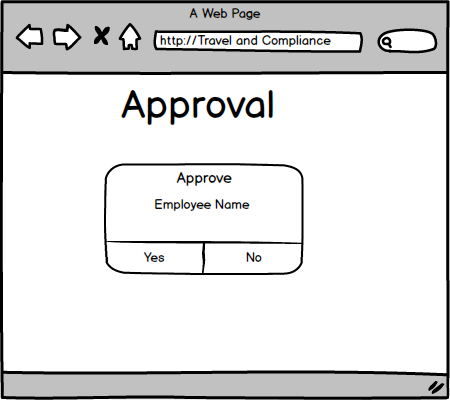 A Web Page
http://Travel and Compliance
Approval
Approve
Employee Name
Yes
No